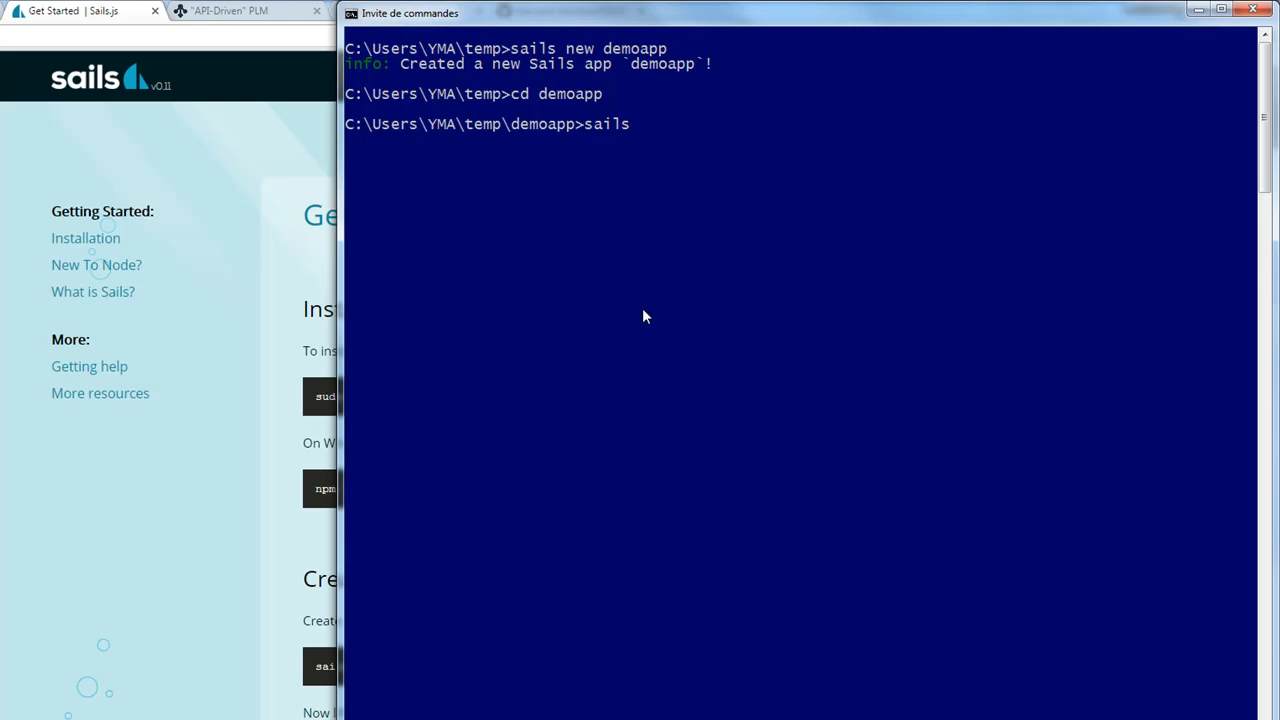 Get Started | Sails.js
"API-Driven" PLM
Invite de commandes
sails v0.11
C:\Users\YMA\temp>sails new demoapp
info: Created a new Sails app `demoapp`!
C:\Users\YMA\temp>cd demoapp
C:\Users\YMA\temp\demoapp>sails
Getting Started:
Installation
New To Node?
What is Sails?
More:
Getting help
More resources
Ge
Ins
To ins
sud
On W
npm
Cre
Create
sai
Now